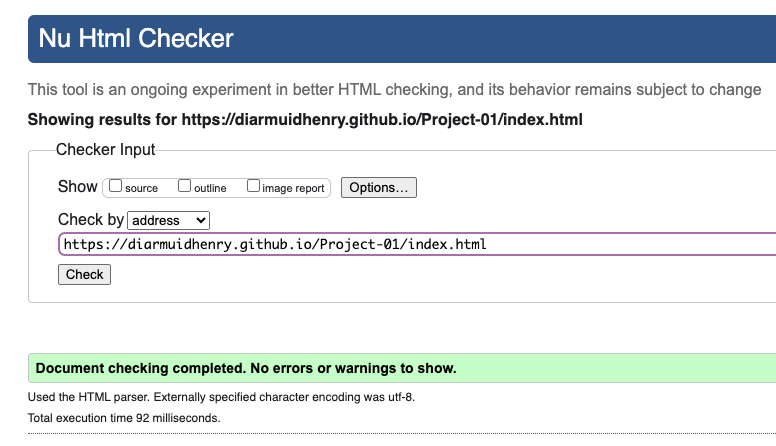 Nu Html Checker
This tool is an ongoing experiment in better HTML checking, and its behavior remains subject to change
Showing results for https://diarmuidhenry.github.io/Project-01/index.html
Checker Input
Show source outline image report Options...
Check by address
https://diarmuidhenry.github.io/Project-01/index.html
Check
Document checking completed. No errors or warnings to show.
Used the HTML parser. Externally specified character encoding was utf-8.
Total execution time 92 milliseconds.